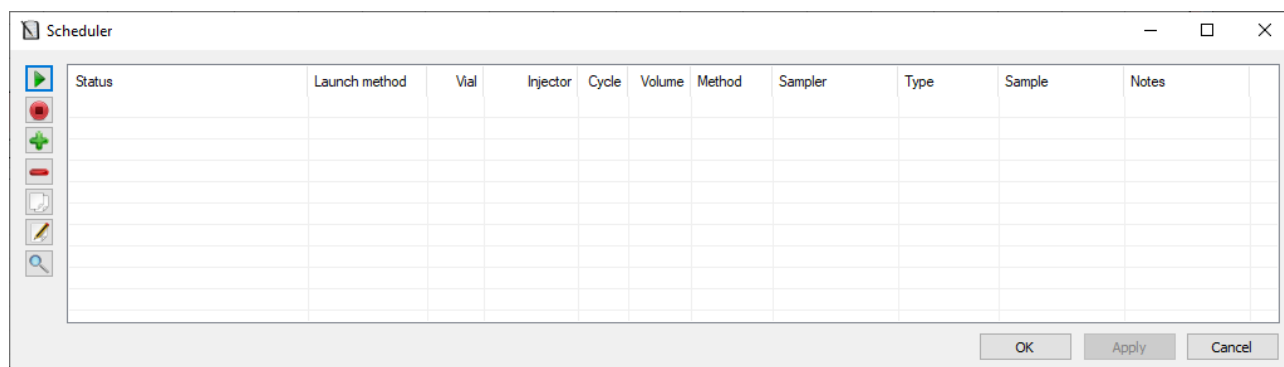 Scheduler
Status Launch method Vial Injector Cycle Volume Method Sampler Type Sample Notes
OK Apply Cancel